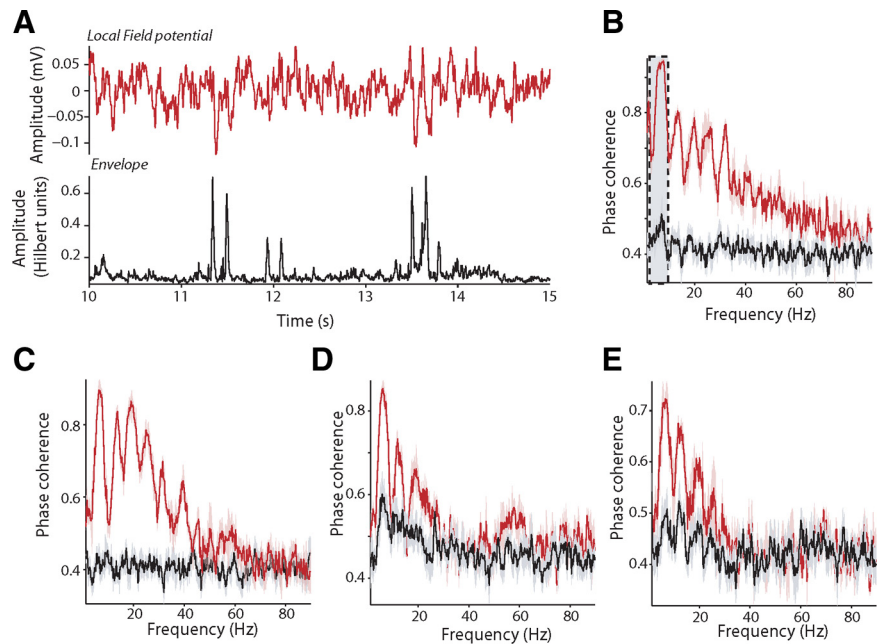 A
Local Field potential
Amplitude (mV)
0.05
0
−0.05
−0.1
Envelope
Amplitude
(Hilbert units)
0.6
0.4
0.2
10 11 12 13 14 15
Time (s)
B
Phase coherence
0.8
0.6
0.4
20 40 60 80
Frequency (Hz)
C
Phase coherence
0.8
0.6
0.4
20 40 60 80
Frequency (Hz)
D
Phase coherence
0.8
0.6
0.4
20 40 60 80
Frequency (Hz)
E
Phase coherence
0.7
0.6
0.5
0.4
20 40 60 80
Frequency (Hz)